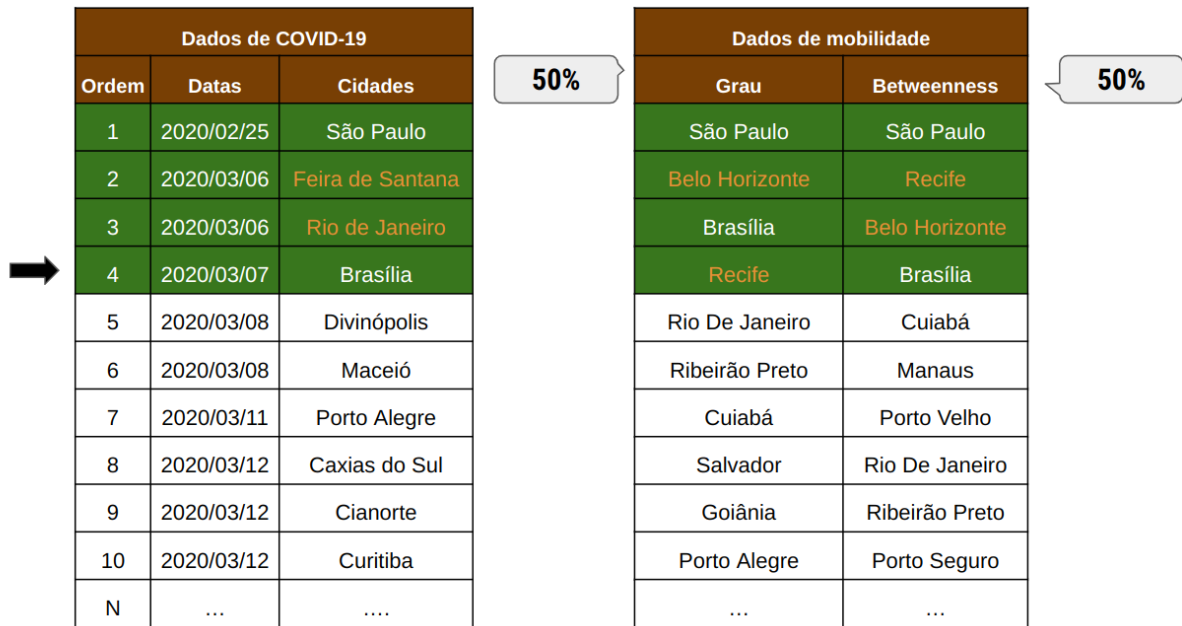 Dados de COVID-19
Ordem Datas Cidades
1 2020/02/25 São Paulo
2 2020/03/06 Feira de Santana
3 2020/03/06 Rio de Janeiro
4 2020/03/07 Brasília
5 2020/03/08 Divinópolis
6 2020/03/08 Maceió
7 2020/03/11 Porto Alegre
8 2020/03/12 Caxias do Sul
9 2020/03/12 Cianorte
10 2020/03/12 Curitiba
N … ….
50%
Dados de mobilidade
Grau Betweenness
São Paulo São Paulo
Belo Horizonte Recife
Brasília Belo Horizonte
Recife Brasília
Rio De Janeiro Cuiabá
Ribeirão Preto Manaus
Cuiabá Porto Velho
Salvador Rio De Janeiro
Goiânia Ribeirão Preto
Porto Alegre Porto Seguro
… …
50%